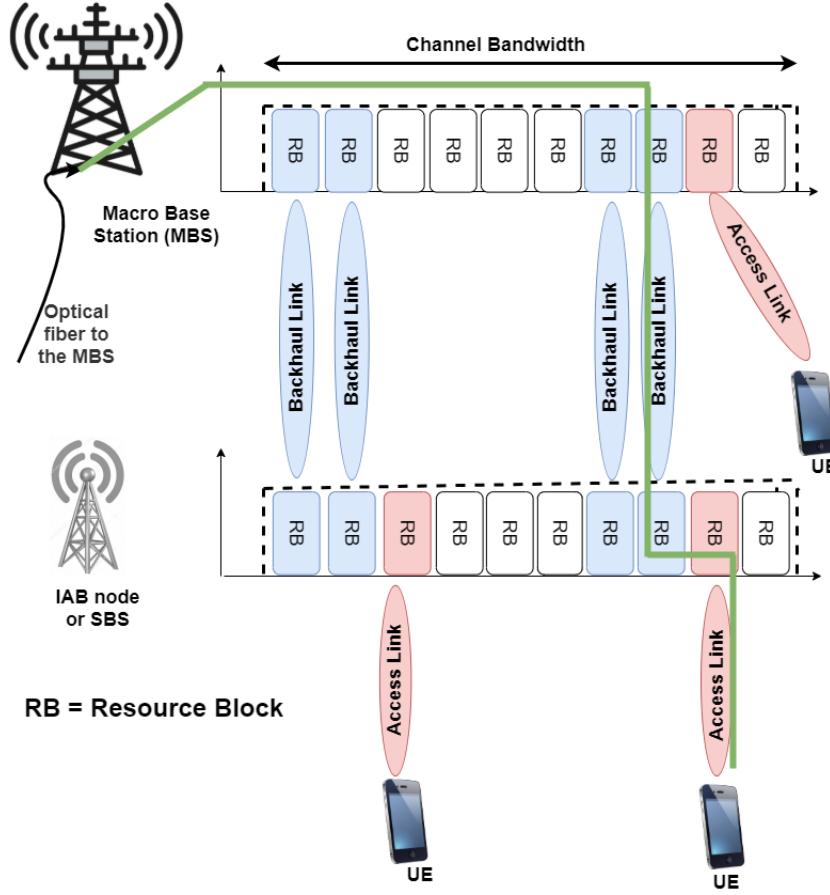 Channel Bandwidth
RB RB RB RB RB RB RB RB RB RB
Macro Base
Station (MBS)
Optical
fiber to
the MBS
Backhaul Link
Backhaul Link
Backhaul Link
Backhaul Link
Access Link
UE
RB RB RB RB RB RB RB RB RB RB
IAB node
or SBS
Access Link
Access Link
RB = Resource Block
UE
UE